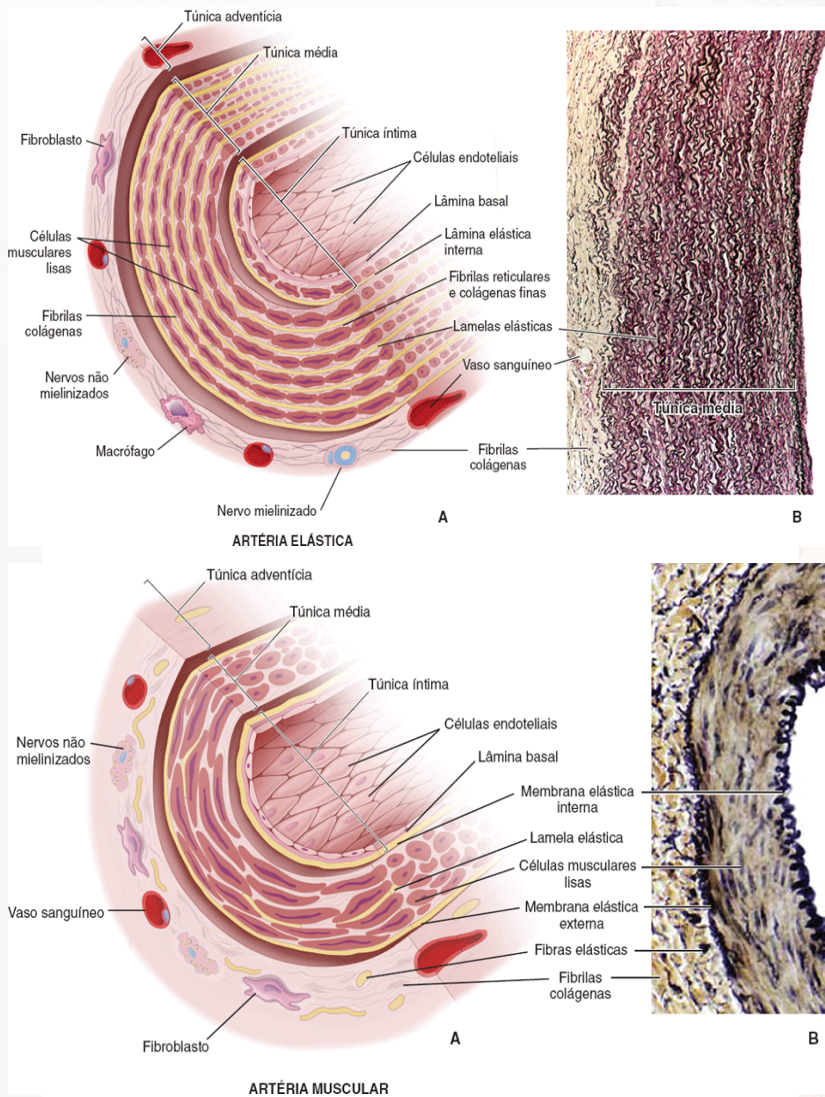 Túnica adventícia
Túnica média
Túnica íntima
Fibroblasto
Células endoteliais
Lâmina basal
Lâmina elástica
interna
Células
musculares
lisas
Fibrilas reticulares
e colágenas finas
Fibrilas
colágenas
Lamelas elásticas
Vaso sanguíneo
Nervos não
mielinizados
Túnica média
Macrófago
Fibrilas
colágenas
Nervo mielinizado
A
B
ARTÉRIA ELÁSTICA
Túnica adventícia
Túnica média
Túnica íntima
Células endoteliais
Nervos não
mielinizados
Lâmina basal
Membrana elástica
interna
Lamela elástica
Células musculares
lisas
Vaso sanguíneo
Membrana elástica
externa
Fibras elásticas
Fibrilas
colágenas
Fibroblasto
A
B
ARTÉRIA MUSCULAR